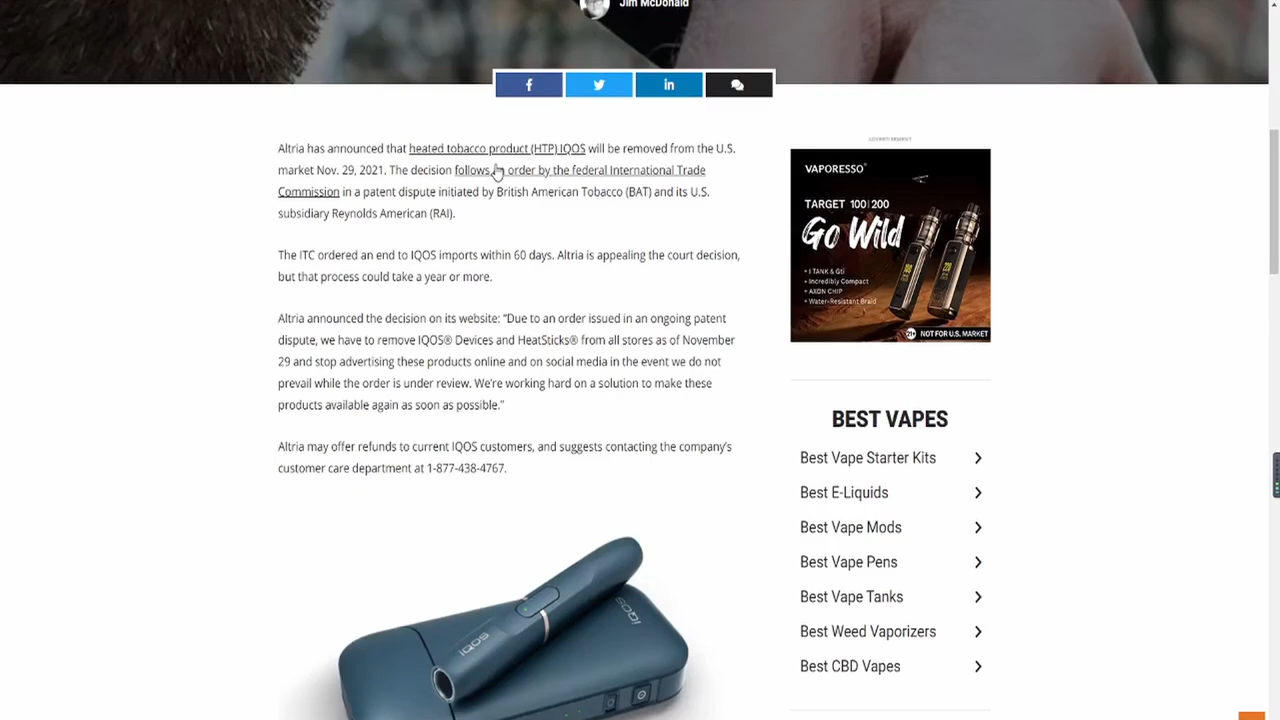 Jim McDonald
Altria has announced that heated tobacco product (HTP) IQOS will be removed from the U.S.
market Nov. 29, 2021. The decision follows an order by the federal International Trade
Commission in a patent dispute initiated by British American Tobacco (BAT) and its U.S.
subsidiary Reynolds American (RAI).
The ITC ordered an end to IQOS imports within 60 days. Altria is appealing the court decision,
but that process could take a year or more.
Altria announced the decision on its website: “Due to an order issued in an ongoing patent
dispute, we have to remove IQOS® Devices and HeatSticks® from all stores as of November
29 and stop advertising these products online and on social media in the event we do not
prevail while the order is under review. We’re working hard on a solution to make these
products available again as soon as possible.”
Altria may offer refunds to current IQOS customers, and suggests contacting the company’s
customer care department at 1-877-438-4767.
IQOS
IQOS
ADVERTISEMENT
VAPORESSO
TARGET 100|200
Go Wild
• iTANK & Gti
• Incredibly Compact
• AXON CHIP
• Water-Resistant Braid
21+ NOT FOR U.S. MARKET
BEST VAPES
Best Vape Starter Kits
Best E-Liquids
Best Vape Mods
Best Vape Pens
Best Vape Tanks
Best Weed Vaporizers
Best CBD Vapes